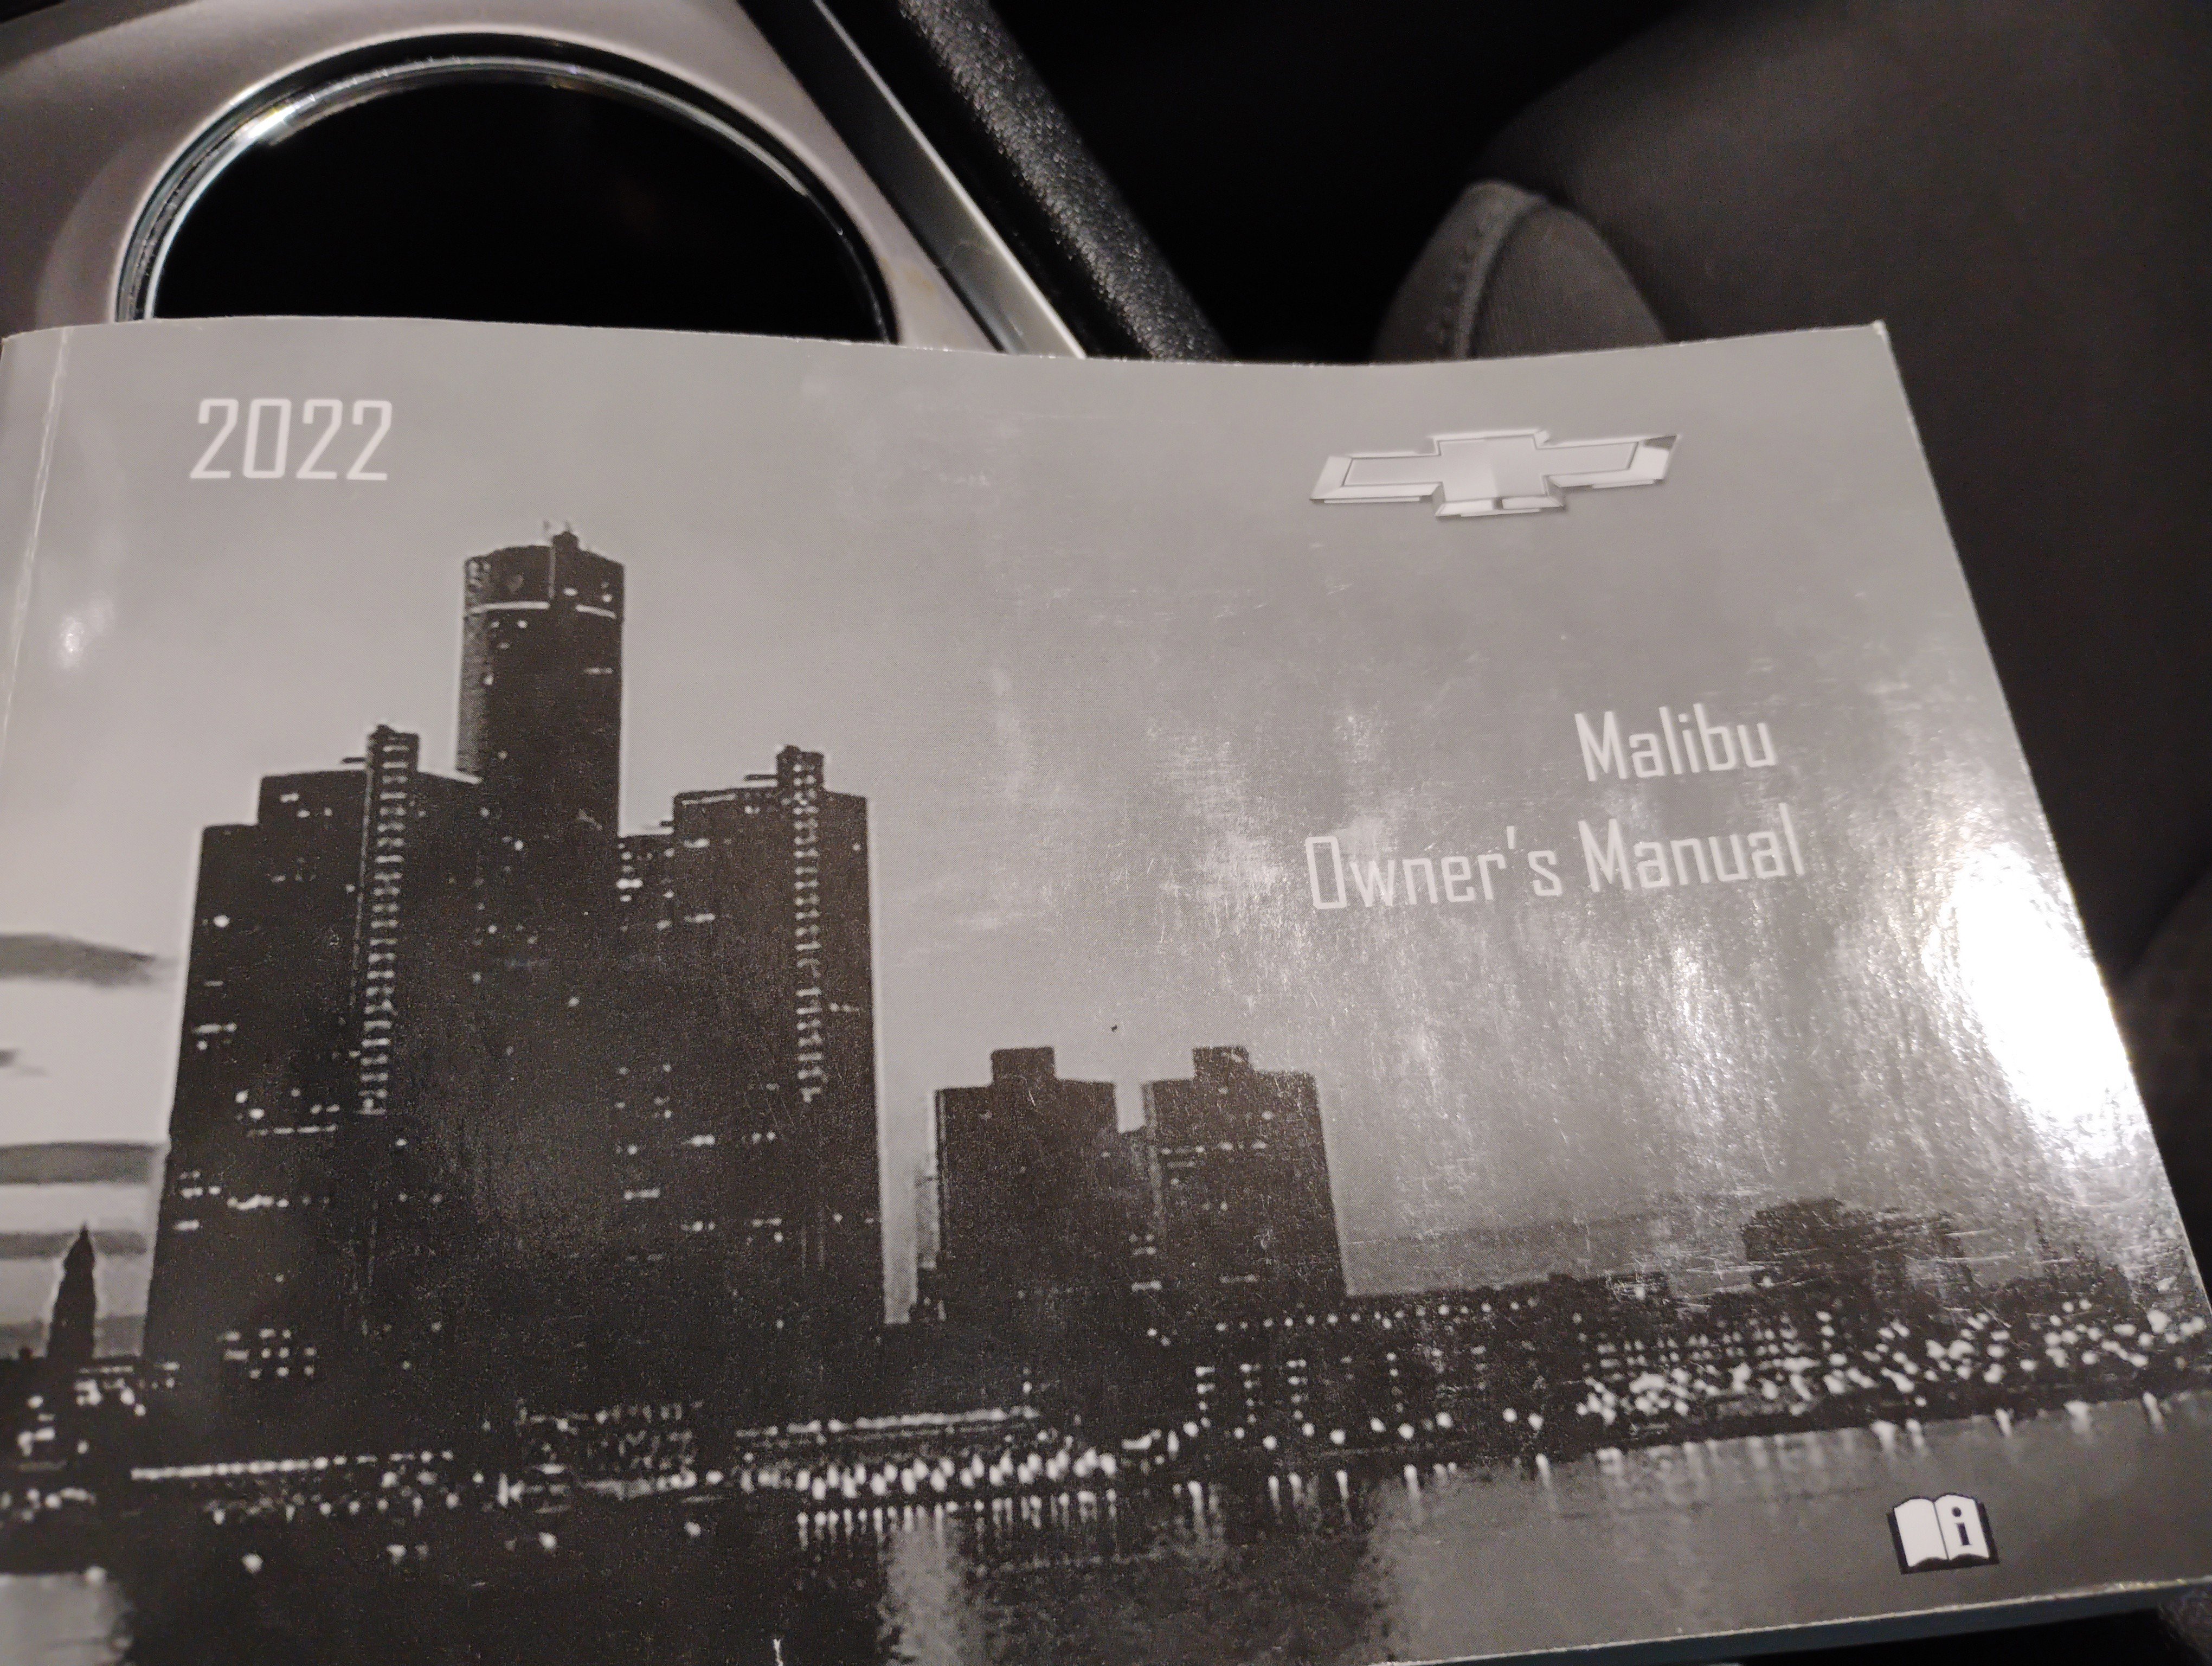 2022
Malibu
Owner's Manual
i